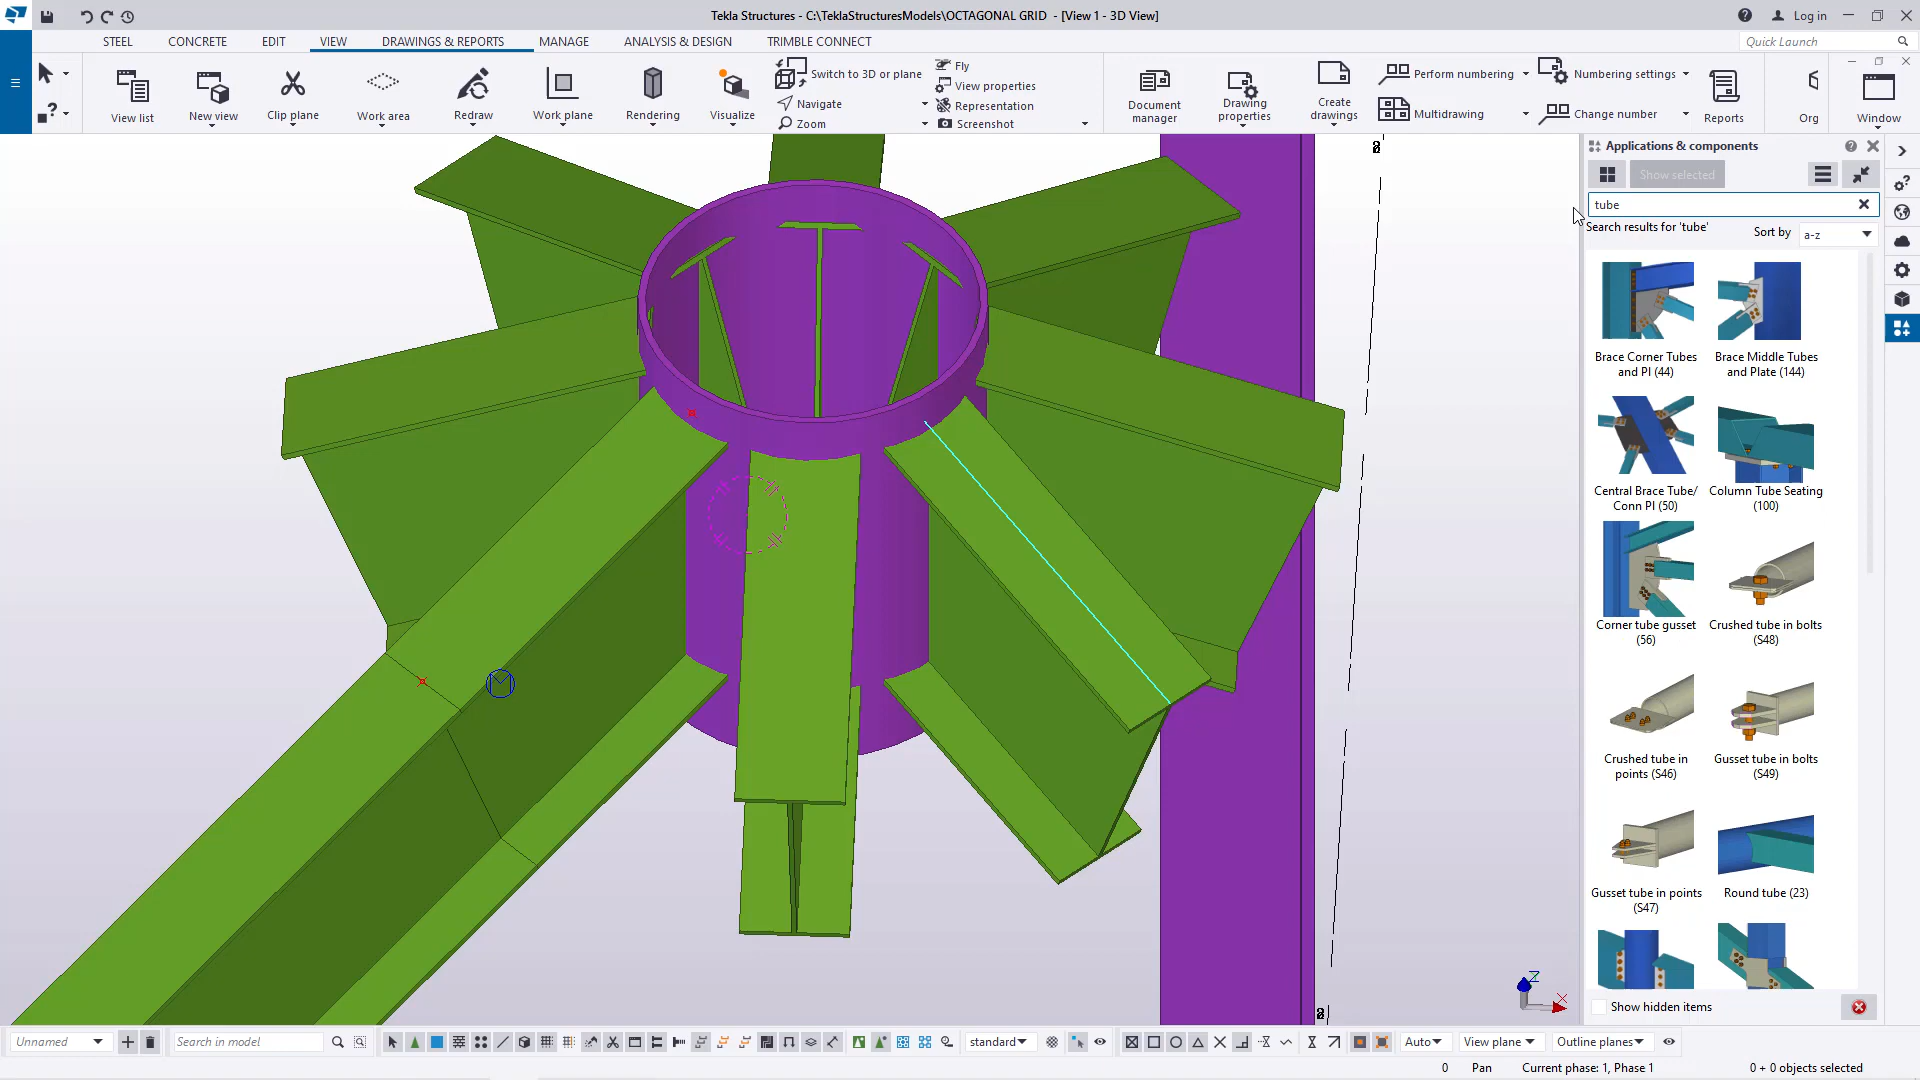 Tekla Structures - C:\TeklaStructuresModels\OCTAGONAL GRID - [View 1 - 3D View]
Log in
STEEL CONCRETE EDIT VIEW DRAWINGS & REPORTS MANAGE ANALYSIS & DESIGN TRIMBLE CONNECT
Quick Launch
View list
New view
Clip plane
Work area
Redraw
Work plane
Rendering
Visualize
Switch to 3D or plane
Navigate
Zoom
Fly
View properties
Representation
Screenshot
Document
manager
Drawing
properties
Create
drawings
Perform numbering
Multidrawing
Numbering settings
Change number
Reports
Org
Window
Applications & components
Show selected
tube
Search results for 'tube'
Sort by
a-z
Brace Corner Tubes
and Pl (44)
Brace Middle Tubes
and Plate (144)
Central Brace Tube/
Conn Pl (50)
Column Tube Seating
(100)
Corner tube gusset
(56)
Crushed tube in bolts
(S48)
Crushed tube in
points (S46)
Gusset tube in bolts
(S49)
Gusset tube in points
(S47)
Round tube (23)
Show hidden items
Z
X
Unnamed
Search in model
standard
Auto
View plane
Outline planes
0
Pan
Current phase: 1, Phase 1
0 + 0 objects selected